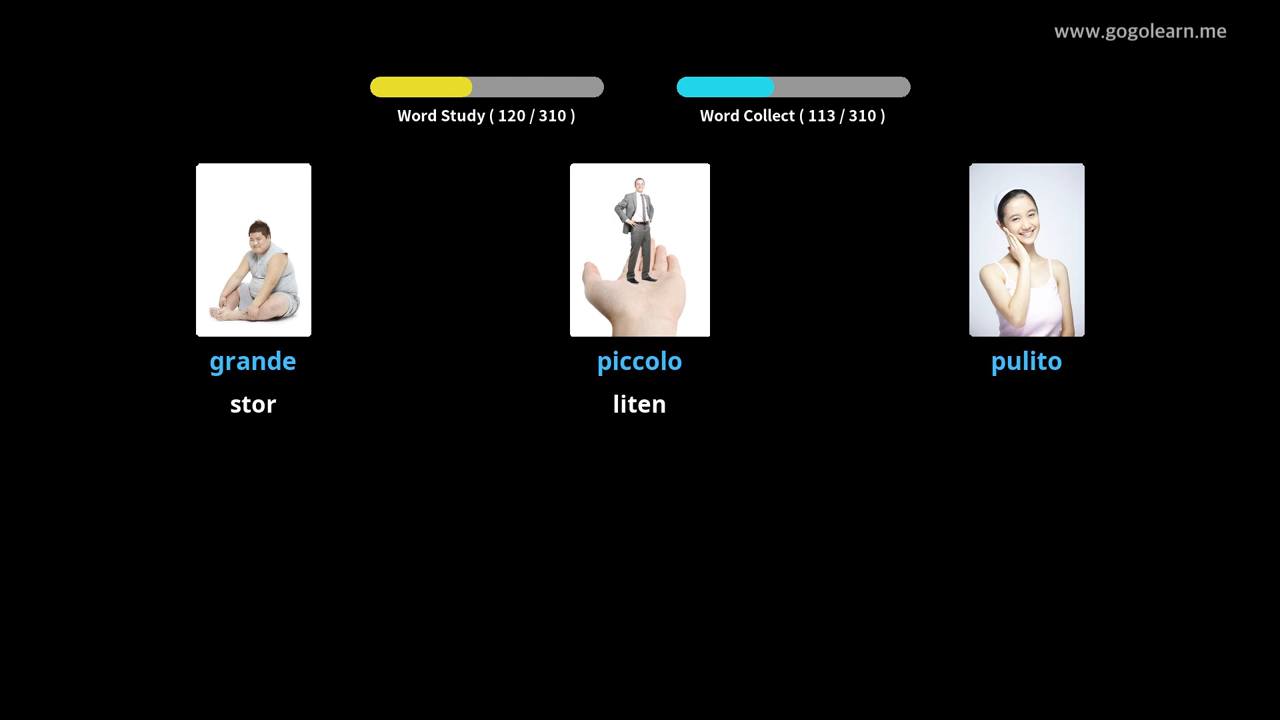 www.gogolearn.me
Word Study ( 120 / 310 )
Word Collect ( 113 / 310 )
grande
piccolo
pulito
stor
liten